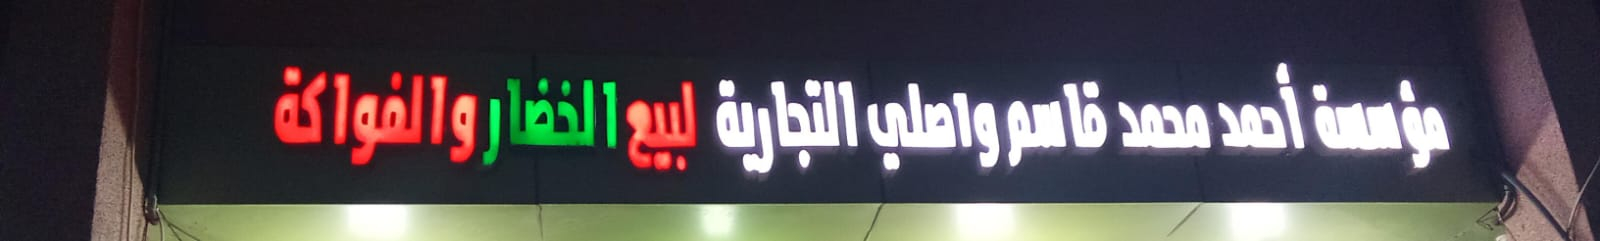 مؤسسة أحمد محمد قاسم واصلي التجارية لبيع الخضار والفواكة